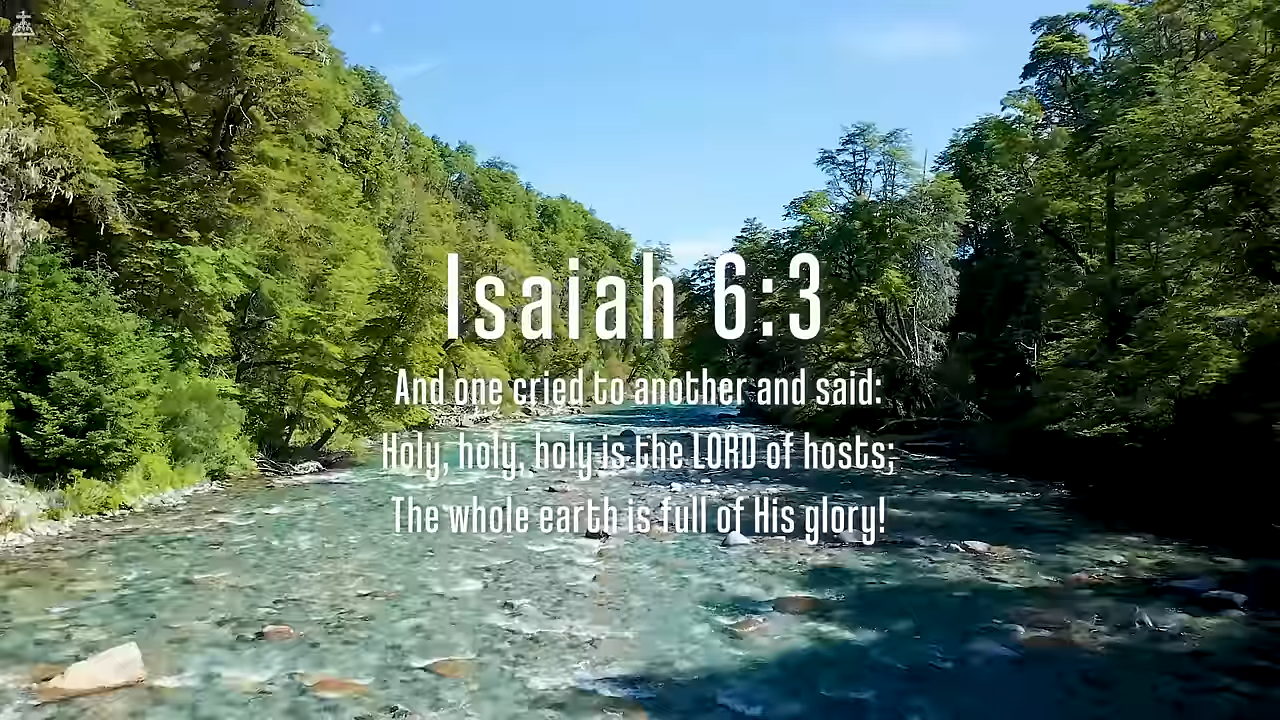 Isaiah 6:3
And one cried to another and said:
Holy, holy, holy is the LORD of hosts;
The whole earth is full of His glory!